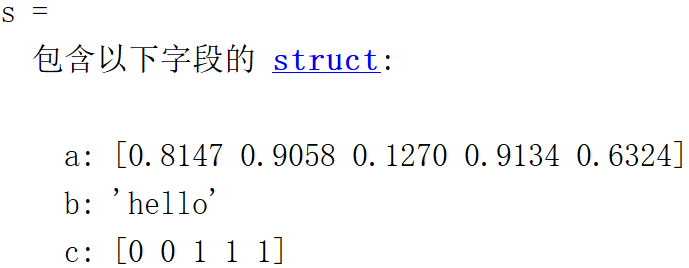 s =
包含以下字段的 struct:
a: [0.8147 0.9058 0.1270 0.9134 0.6324]
b: 'hello'
c: [0 0 1 1 1]